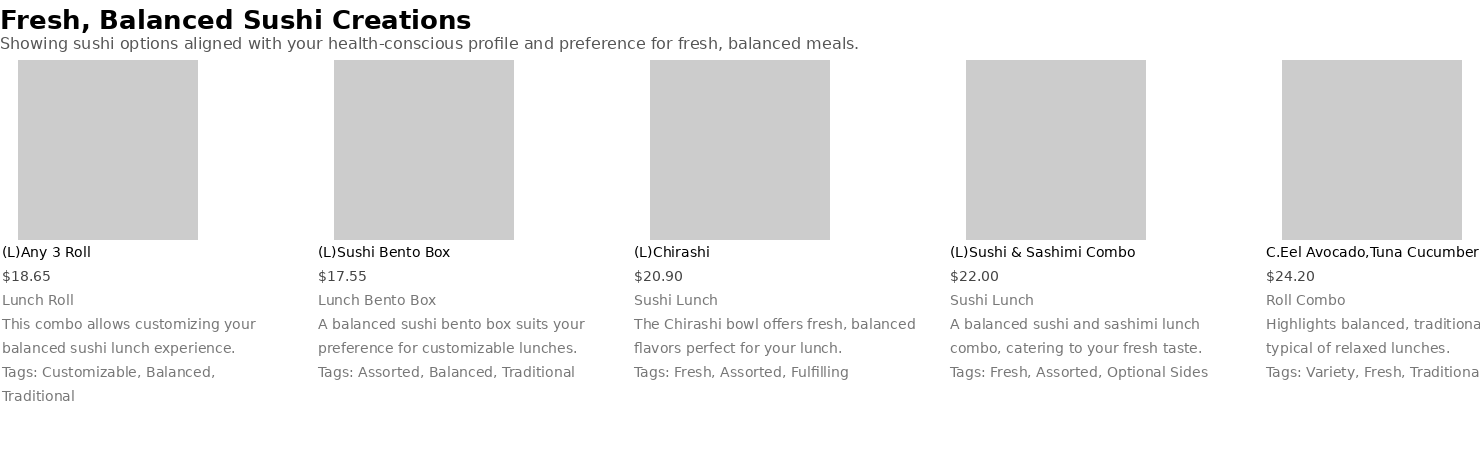 Fresh, Balanced Sushi Creations
Showing sushi options aligned with your health-conscious profile and preference for fresh, balanced meals.
(L)Any 3 Roll
$18.65
Lunch Roll
This combo allows customizing your
balanced sushi lunch experience.
Tags: Customizable, Balanced,
Traditional
(L)Sushi Bento Box
$17.55
Lunch Bento Box
A balanced sushi bento box suits your
preference for customizable lunches.
Tags: Assorted, Balanced, Traditional
(L)Chirashi
$20.90
Sushi Lunch
The Chirashi bowl offers fresh, balanced
flavors perfect for your lunch.
Tags: Fresh, Assorted, Fulfilling
(L)Sushi & Sashimi Combo
$22.00
Sushi Lunch
A balanced sushi and sashimi lunch
combo, catering to your fresh taste.
Tags: Fresh, Assorted, Optional Sides
C.Eel Avocado,Tuna Cucumber
$24.20
Roll Combo
Highlights balanced, traditiona
typical of relaxed lunches.
Tags: Variety, Fresh, Traditiona